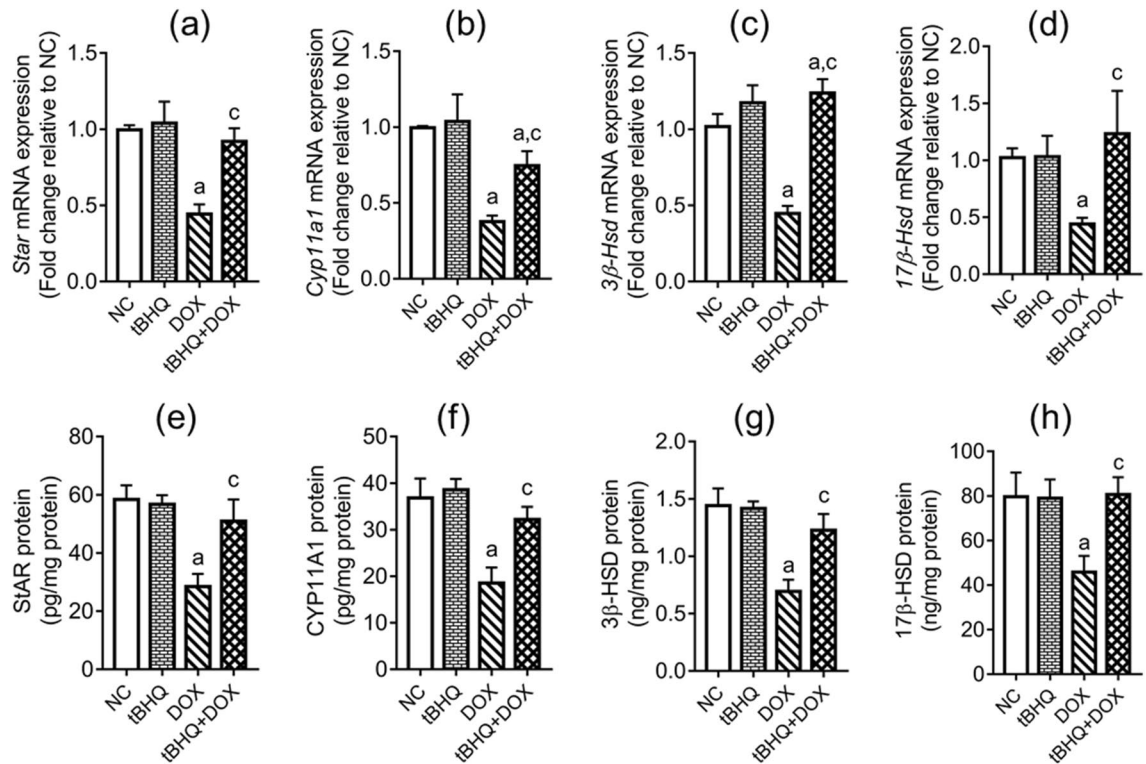 (a)
Star mRNA expression
(Fold change relative to NC)
1.5
1.0
0.5
0.0
a
c
NC
tBHQ
DOX
tBHQ+DOX
(b)
Cyp11a1 mRNA expression
(Fold change relative to NC)
1.5
1.0
0.5
0.0
a
a,c
NC
tBHQ
DOX
tBHQ+DOX
(c)
3β-Hsd mRNA expression
(Fold change relative to NC)
1.5
1.0
0.5
0.0
a
a,c
NC
tBHQ
DOX
tBHQ+DOX
(d)
17β-Hsd mRNA expression
(Fold change relative to NC)
2.0
1.5
1.0
0.5
0.0
a
c
NC
tBHQ
DOX
tBHQ+DOX
(e)
StAR protein
(pg/mg protein)
80
60
40
20
0
a
c
NC
tBHQ
DOX
tBHQ+DOX
(f)
CYP11A1 protein
(pg/mg protein)
50
40
30
20
10
0
a
c
NC
tBHQ
DOX
tBHQ+DOX
(g)
3β-HSD protein
(ng/mg protein)
2.0
1.5
1.0
0.5
0.0
a
c
NC
tBHQ
DOX
tBHQ+DOX
(h)
17β-HSD protein
(ng/mg protein)
100
80
60
40
20
0
a
c
NC
tBHQ
DOX
tBHQ+DOX